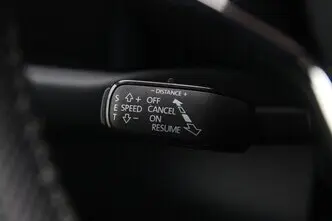 − DISTANCE +
S ⇧+ OFF
E SPEED CANCEL
T ⇩− ON
RESUME